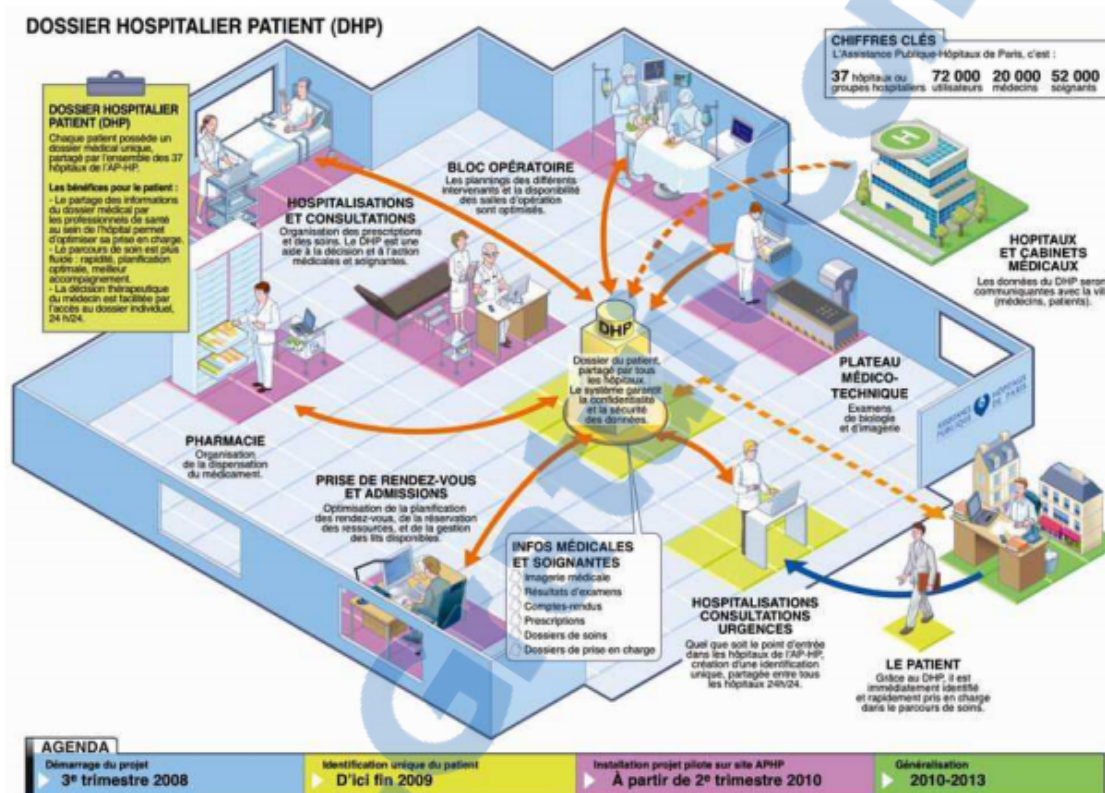 DOSSIER HOSPITALIER PATIENT (DHP)
CHIFFRES CLÉS
L'Assistance Publique-Hôpitaux de Paris, c'est :
37 hôpitaux ou
groupes hospitaliers
72 000
utilisateurs
20 000
médecins
52 000
soignants
DOSSIER HOSPITALIER
PATIENT (DHP)
Chaque patient possède un
dossier médical unique,
partagé par l'ensemble des 37
hôpitaux de l'AP-HP.
Les bénéfices pour le patient :
- Le partage des informations
du dossier médical par
les professionnels de santé
au sein de l'hôpital permet
d'optimiser sa prise en charge.
- Le parcours de soin est plus
fluide : rapidité, planification
optimale, meilleur
accompagnement.
- La décision thérapeutique
du médecin est facilitée par
l'accès au dossier individuel,
24 h/24.
BLOC OPÉRATOIRE
Les plannings des différents
intervenants et la disponibilité
des salles d'opération
sont optimisés.
HOSPITALISATIONS
ET CONSULTATIONS
Organisation des prescriptions
et des soins. Le DHP est une
aide à la décision et à l'action
médicales et soignantes.
H
HOPITAUX
ET CABINETS
MÉDICAUX
Les données du DHP seron
communiquantes avec la vill
(médecins, patients).
DHP
Dossier du patient,
partagé par tous
les hôpitaux.
Le système garantit
la confidentialité
et la sécurité
des données.
PLATEAU
MÉDICO-
TECHNIQUE
Examens
de biologie
et d'imagerie
ASSISTANCE
PUBLIQUE
HÔPITAUX
DE PARIS
PHARMACIE
Organisation
de la dispensation
du médicament.
PRISE DE RENDEZ-VOUS
ET ADMISSIONS
Optimisation de la planification
des rendez-vous, de la réservation
des ressources, et de la gestion
des lits disponibles.
INFOS MÉDICALES
ET SOIGNANTES
Imagerie médicale
Résultats d'examens
Comptes-rendus
Prescriptions
Dossiers de soins
Dossiers de prise en charge
HOSPITALISATIONS
CONSULTATIONS
URGENCES
Quel que soit le point d'entrée
dans les hôpitaux de l'AP-HP,
création d'une identification
unique, partagée entre tous
les hôpitaux 24h/24.
LE PATIENT
Grâce au DHP, il est
immédiatement identifié
et rapidement pris en charge
dans le parcours de soins.
AGENDA
Démarrage du projet
3e trimestre 2008
Identification unique du patient
D'ici fin 2009
Installation projet pilote sur site APHP
À partir de 2e trimestre 2010
Généralisation
2010-2013